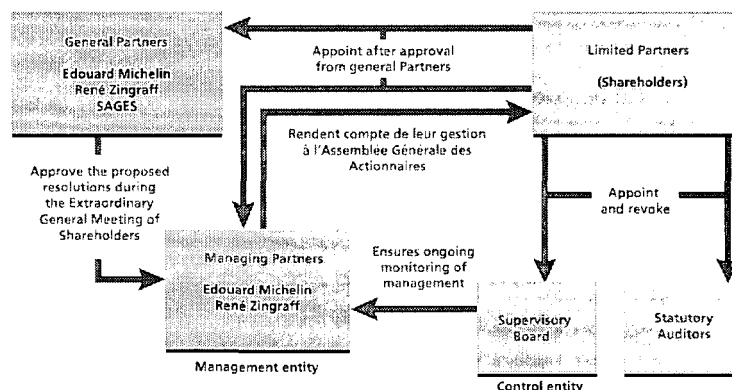 General Partners
Edouard Michelin
René Zingraff
SAGES
Appoint after approval
from general Partners
Limited Partners
(Shareholders)
Rendent compte de leur gestion
à l'Assemblée Générale des
Actionnaires
Approve the proposed
resolutions during
the Extraordinary
General Meeting of
Shareholders
Appoint
and revoke
Managing Partners
Edouard Michelin
René Zingraff
Management entity
Ensures ongoing
monitoring of
management
Supervisory
Board
Control entity
Statutory
Auditors